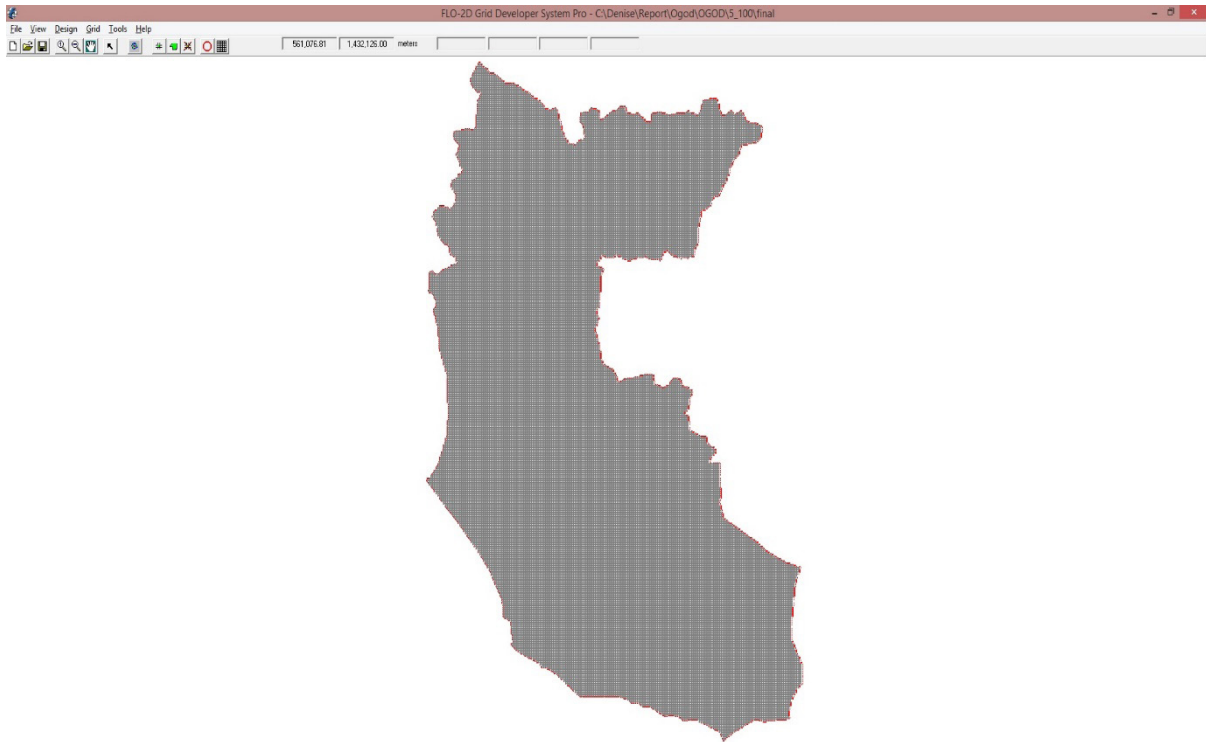 FLO-2D Grid Developer System Pro - C:\Denise\Report\Ogod\OGOD\5_100\final
File View Design Grid Tools Help
561,076.81 1,432,126.00 meters